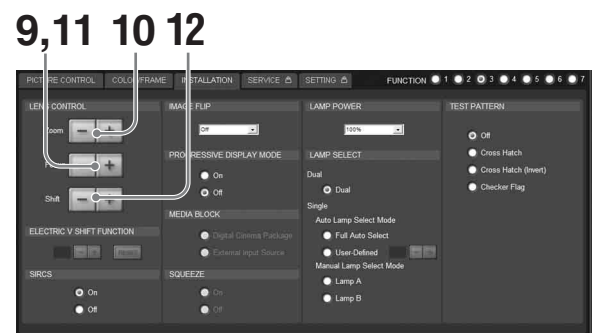 9,11 10 12
PICTURE CONTROL COLOR/FRAME INSTALLATION SERVICE SETTING FUNCTION 1 2 3 4 5 6 7
LENS CONTROL
Zoom - +
Focus - +
Shift - +
ELECTRIC V SHIFT FUNCTION
RESET
SIRCS
On
Off
IMAGE FLIP
Off
PROGRESSIVE DISPLAY MODE
On
Off
MEDIA BLOCK
Digital Camera Package
External Input Source
SQUEEZE
On
Off
LAMP POWER
100%
LAMP SELECT
Dual
Dual
Single
Auto Lamp Select Mode
Full Auto Select
User-Defined
Manual Lamp Select Mode
Lamp A
Lamp B
TEST PATTERN
Off
Cross Hatch
Cross Hatch (Invert)
Checker Flag